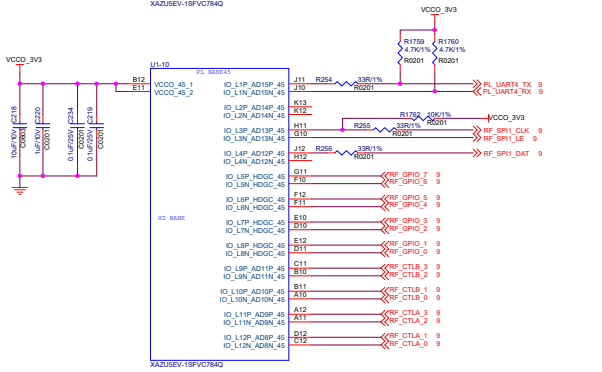 XAZU5EV-1SFVC784Q
VCCO_3V3
R1759 R1760
4.7K/1% 4.7K/1%
R0201 R0201
VCCO_3V3
U1-10
PL BANK45
B12 VCCO_45_1
E11 VCCO_45_2
C218 10uF/10V C0603
C220 1uF/10V C0201
C234 0.1uF/25V C0201
C219 0.1uF/25V C0201
HD BANK
IO_L1P_AD15P_45 J11 R254 33R/1% R0201 PL_UART4_TX 9
IO_L1N_AD15N_45 J10 PL_UART4_RX 9
IO_L2P_AD14P_45 K13
IO_L2N_AD14N_45 K12
R1762 10K/1% R0201 VCCO_3V3
IO_L3P_AD13P_45 H11 R255 33R/1% R0201 RF_SPI1_CLK 9
IO_L3N_AD13N_45 G10 RF_SPI1_LE 9
IO_L4P_AD12P_45 J12 R256 33R/1% R0201 RF_SPI1_DAT 9
IO_L4N_AD12N_45 H12
IO_L5P_HDGC_45 G11 RF_GPIO_7 9
IO_L5N_HDGC_45 F10 RF_GPIO_6 9
IO_L6P_HDGC_45 F12 RF_GPIO_5 9
IO_L6N_HDGC_45 F11 RF_GPIO_4 9
IO_L7P_HDGC_45 E10 RF_GPIO_3 9
IO_L7N_HDGC_45 D10 RF_GPIO_2 9
IO_L8P_HDGC_45 E12 RF_GPIO_1 9
IO_L8N_HDGC_45 D11 RF_GPIO_0 9
IO_L9P_AD11P_45 C11 RF_CTLB_3 9
IO_L9N_AD11N_45 B10 RF_CTLB_2 9
IO_L10P_AD10P_45 B11 RF_CTLB_1 9
IO_L10N_AD10N_45 A10 RF_CTLB_0 9
IO_L11P_AD9P_45 A12 RF_CTLA_3 9
IO_L11N_AD9N_45 A11 RF_CTLA_2 9
IO_L12P_AD8P_45 D12 RF_CTLA_1 9
IO_L12N_AD8N_45 C12 RF_CTLA_0 9
XAZU5EV-1SFVC784Q